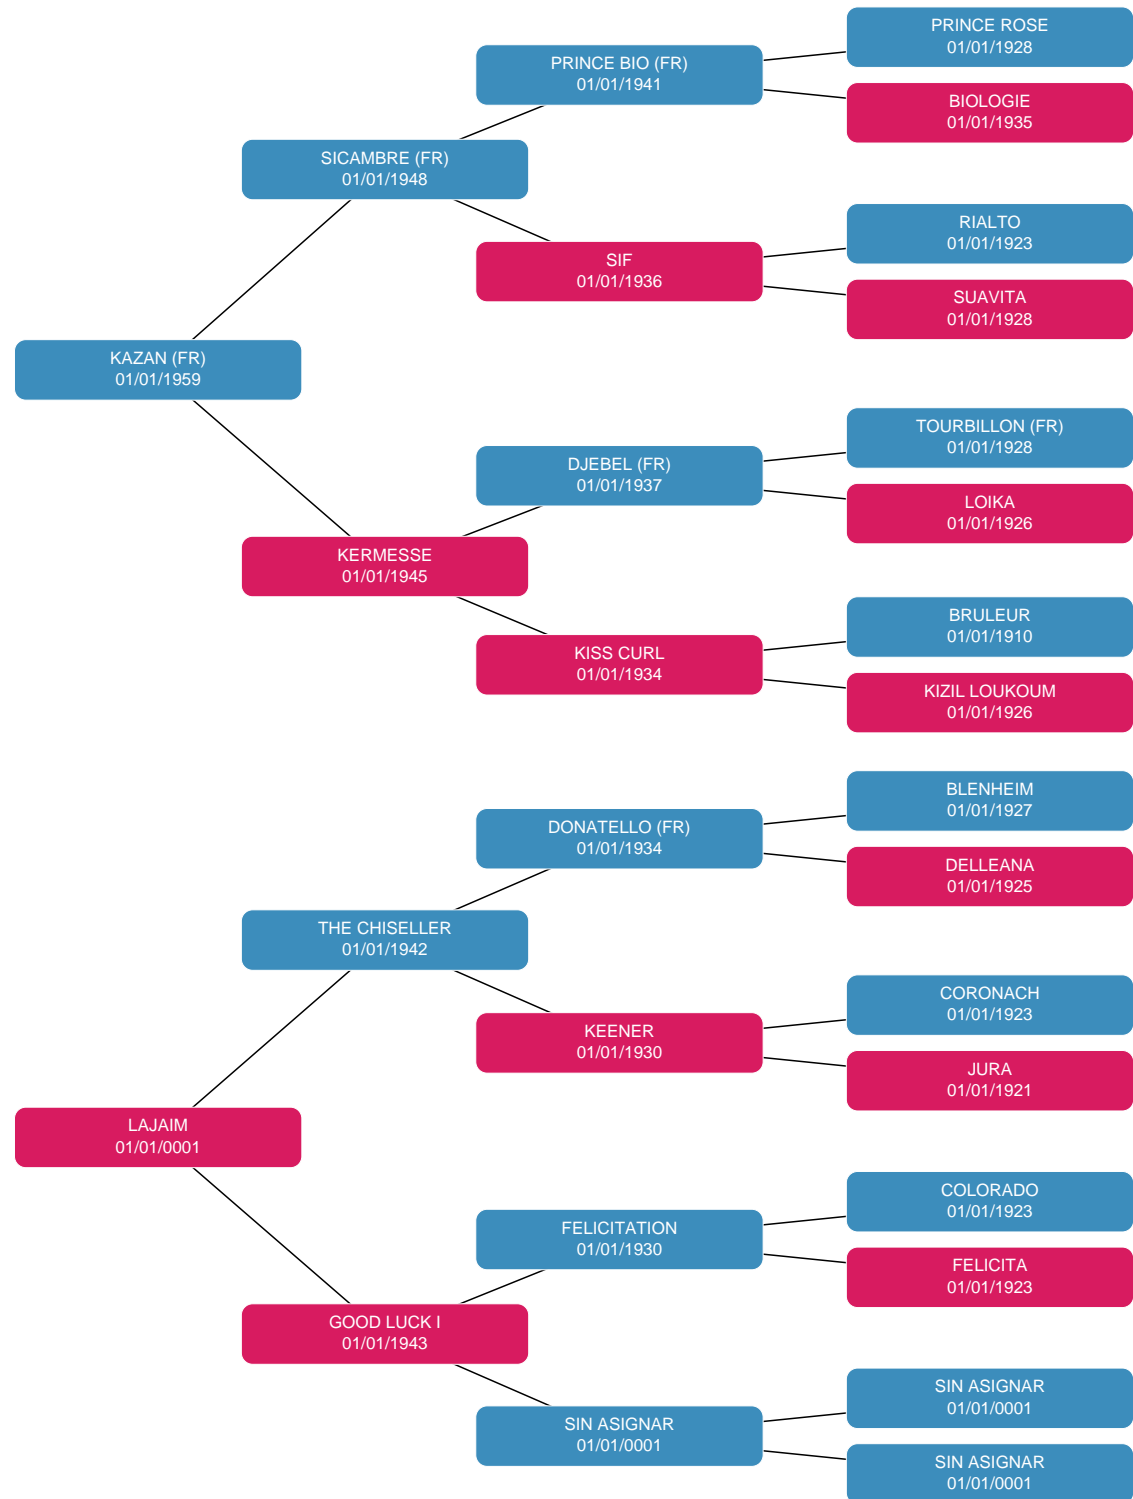 PRINCE ROSE
01/01/1928
PRINCE BIO (FR)
01/01/1941
BIOLOGIE
01/01/1935
SICAMBRE (FR)
01/01/1948
RIALTO
01/01/1923
SIF
01/01/1936
SUAVITA
01/01/1928
KAZAN (FR)
01/01/1959
TOURBILLON (FR)
01/01/1928
DJEBEL (FR)
01/01/1937
LOIKA
01/01/1926
KERMESSE
01/01/1945
BRULEUR
01/01/1910
KISS CURL
01/01/1934
KIZIL LOUKOUM
01/01/1926
BLENHEIM
01/01/1927
DONATELLO (FR)
01/01/1934
DELLEANA
01/01/1925
THE CHISELLER
01/01/1942
CORONACH
01/01/1923
KEENER
01/01/1930
JURA
01/01/1921
LAJAIM
01/01/0001
COLORADO
01/01/1923
FELICITATION
01/01/1930
FELICITA
01/01/1923
GOOD LUCK I
01/01/1943
SIN ASIGNAR
01/01/0001
SIN ASIGNAR
01/01/0001
SIN ASIGNAR
01/01/0001